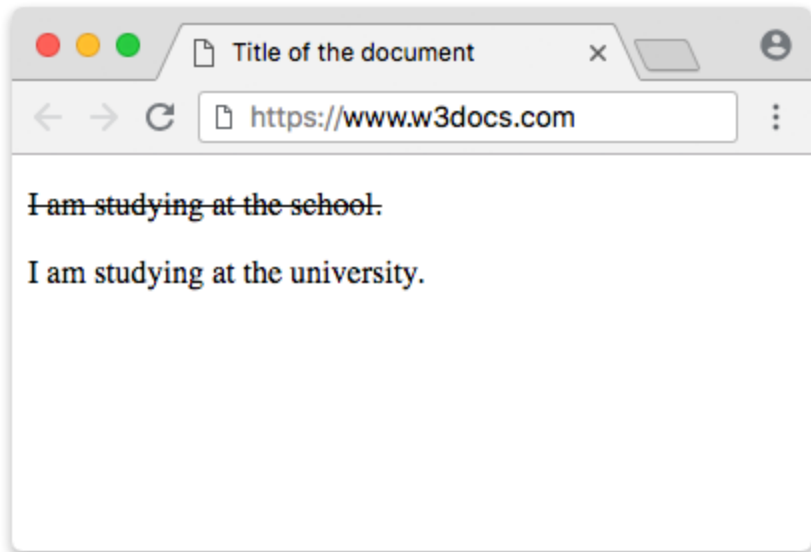 Title of the document
https://www.w3docs.com
I am studying at the school.
I am studying at the university.